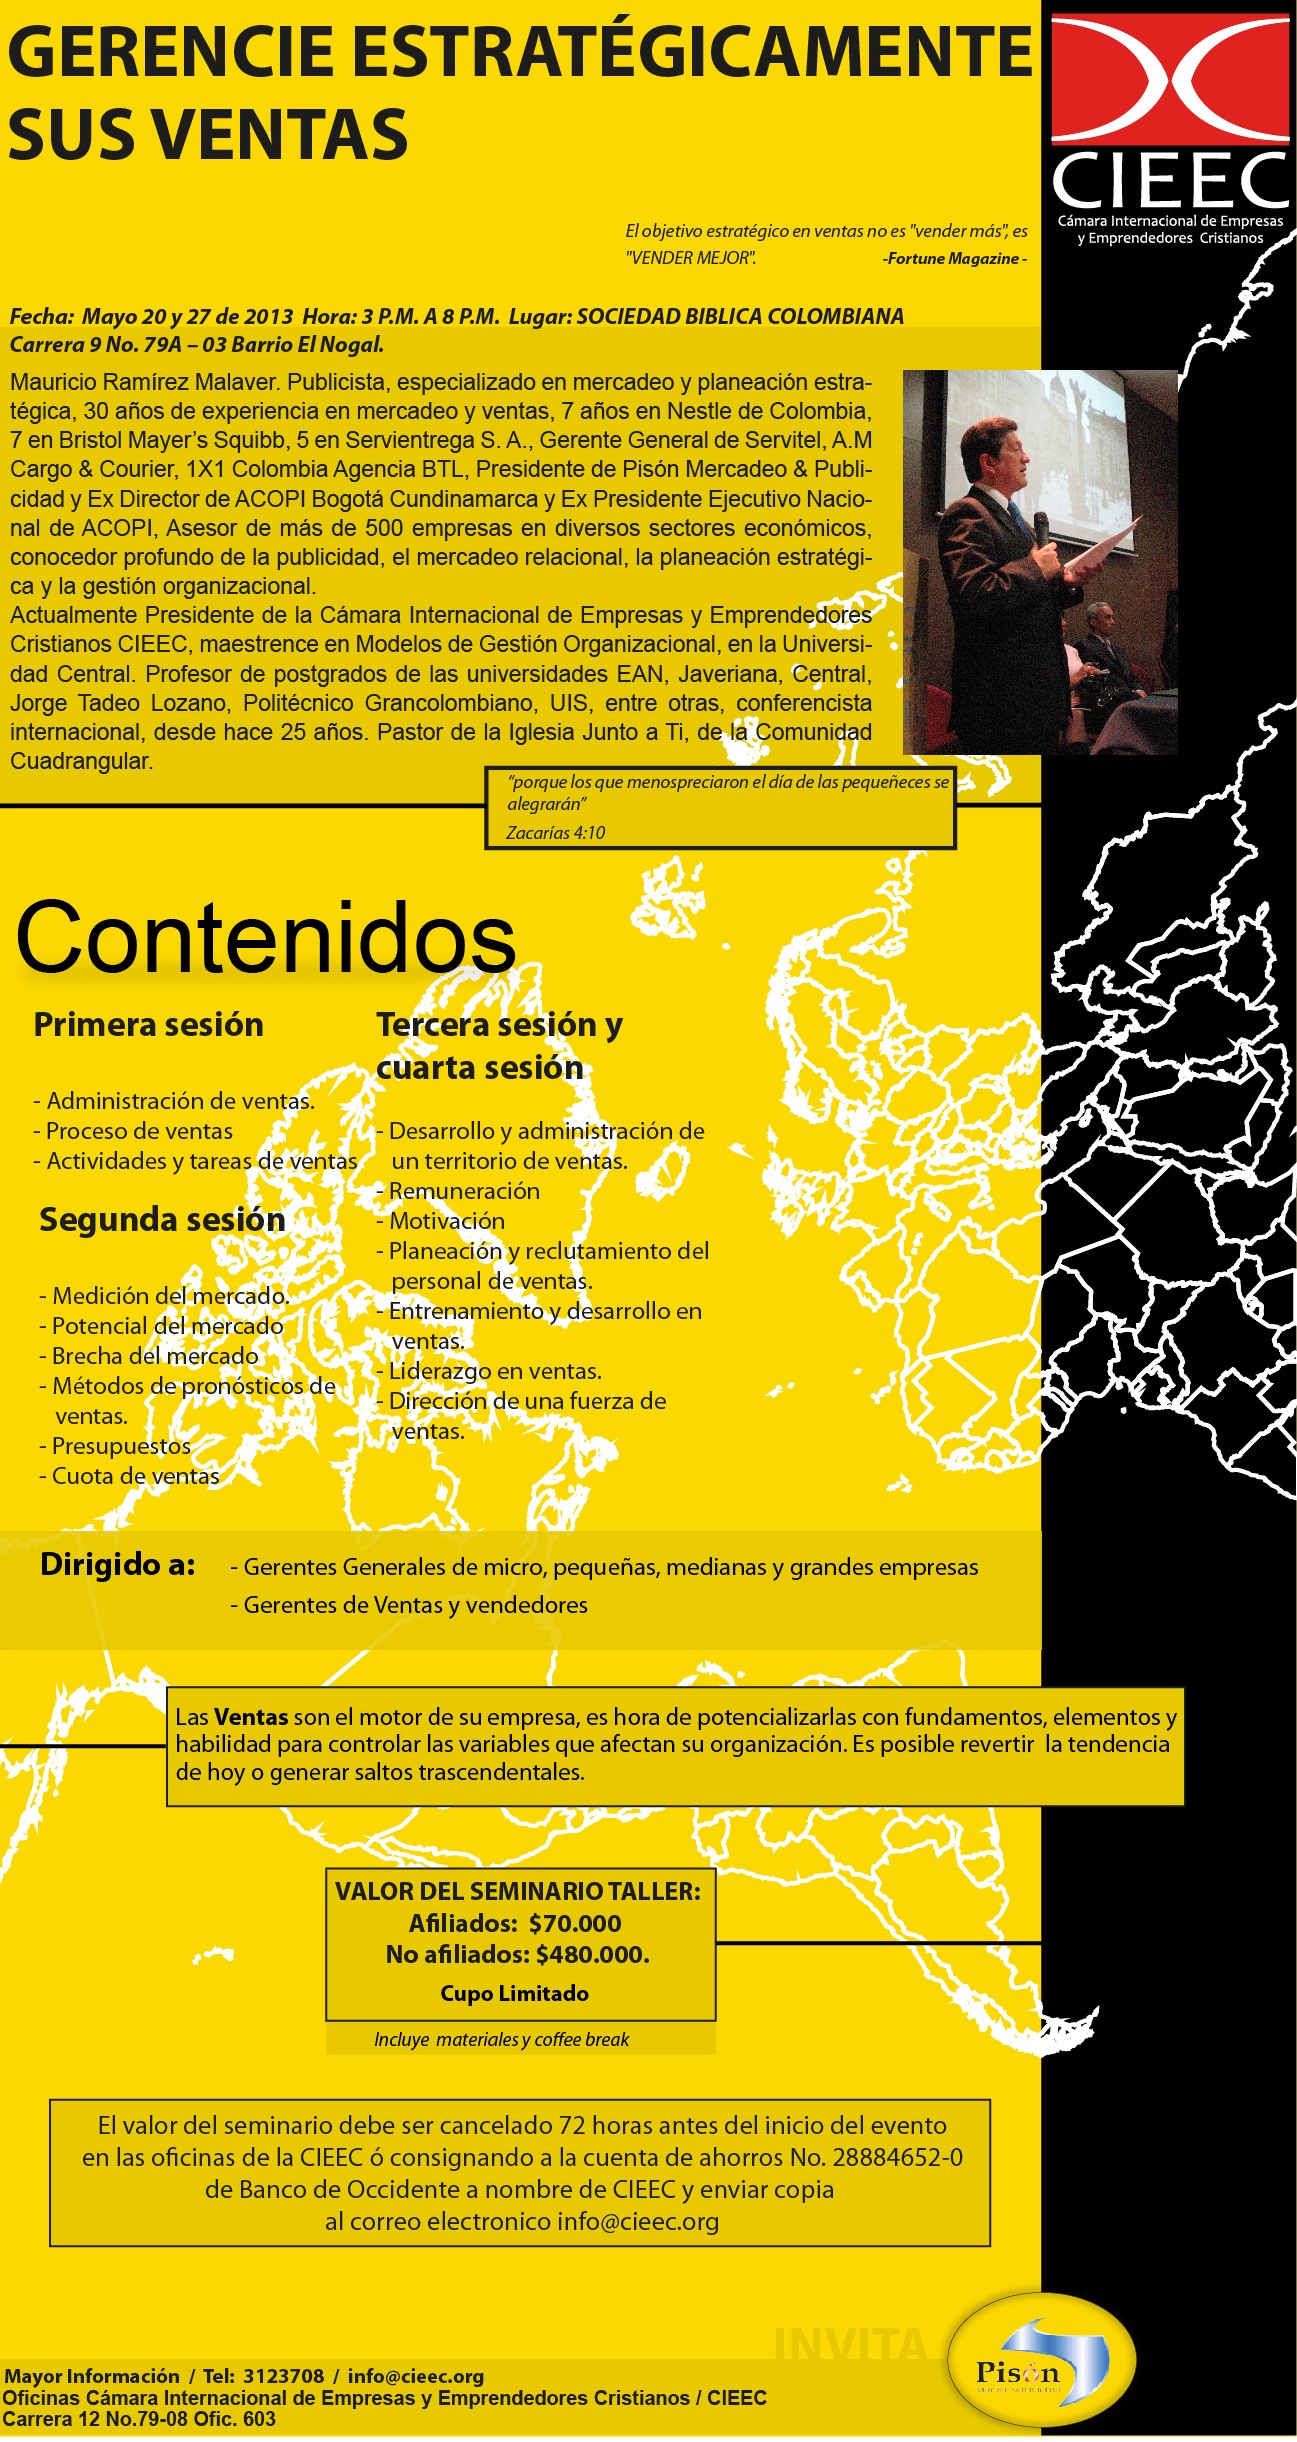 GERENCIE ESTRATÉGICAMENTE
SUS VENTAS
CIEEC
Cámara Internacional de Empresas
y Emprendedores Cristianos
El objetivo estratégico en ventas no es "vender más", es
"VENDER MEJOR". -Fortune Magazine -
Fecha: Mayo 20 y 27 de 2013 Hora: 3 P.M. A 8 P.M. Lugar: SOCIEDAD BIBLICA COLOMBIANA
Carrera 9 No. 79A – 03 Barrio El Nogal.
Mauricio Ramírez Malaver. Publicista, especializado en mercadeo y planeación estra-
tégica, 30 años de experiencia en mercadeo y ventas, 7 años en Nestle de Colombia,
7 en Bristol Mayer's Squibb, 5 en Servientrega S. A., Gerente General de Servitel, A.M
Cargo & Courier, 1X1 Colombia Agencia BTL, Presidente de Pisón Mercadeo & Publi-
cidad y Ex Director de ACOPI Bogotá Cundinamarca y Ex Presidente Ejecutivo Nacio-
nal de ACOPI, Asesor de más de 500 empresas en diversos sectores económicos,
conocedor profundo de la publicidad, el mercadeo relacional, la planeación estratégi-
ca y la gestión organizacional.
Actualmente Presidente de la Cámara Internacional de Empresas y Emprendedores
Cristianos CIEEC, maestrence en Modelos de Gestión Organizacional, en la Universi-
dad Central. Profesor de postgrados de las universidades EAN, Javeriana, Central,
Jorge Tadeo Lozano, Politécnico Grancolombiano, UIS, entre otras, conferencista
internacional, desde hace 25 años. Pastor de la Iglesia Junto a Ti, de la Comunidad
Cuadrangular.
"porque los que menospreciaron el día de las pequeñeces se
alegrarán"
Zacarías 4:10
Contenidos
Primera sesión
- Administración de ventas.
- Proceso de ventas
- Actividades y tareas de ventas
Segunda sesión
- Medición del mercado.
- Potencial del mercado
- Brecha del mercado
- Métodos de pronósticos de
ventas.
- Presupuestos
- Cuota de ventas
Tercera sesión y
cuarta sesión
- Desarrollo y administración de
un territorio de ventas.
- Remuneración
- Motivación
- Planeación y reclutamiento del
personal de ventas.
- Entrenamiento y desarrollo en
ventas.
- Liderazgo en ventas.
- Dirección de una fuerza de
ventas.
Dirigido a:
- Gerentes Generales de micro, pequeñas, medianas y grandes empresas
- Gerentes de Ventas y vendedores
Las Ventas son el motor de su empresa, es hora de potencializarlas con fundamentos, elementos y
habilidad para controlar las variables que afectan su organización. Es posible revertir la tendencia
de hoy o generar saltos trascendentales.
VALOR DEL SEMINARIO TALLER:
Afiliados: $70.000
No afiliados: $480.000.
Cupo Limitado
Incluye materiales y coffee break
El valor del seminario debe ser cancelado 72 horas antes del inicio del evento
en las oficinas de la CIEEC ó consignando a la cuenta de ahorros No. 28884652-0
de Banco de Occidente a nombre de CIEEC y enviar copia
al correo electronico info@cieec.org
INVITA
Pisón
Mayor Información / Tel: 3123708 / info@cieec.org
Oficinas Cámara Internacional de Empresas y Emprendedores Cristianos / CIEEC
Carrera 12 No.79-08 Ofic. 603